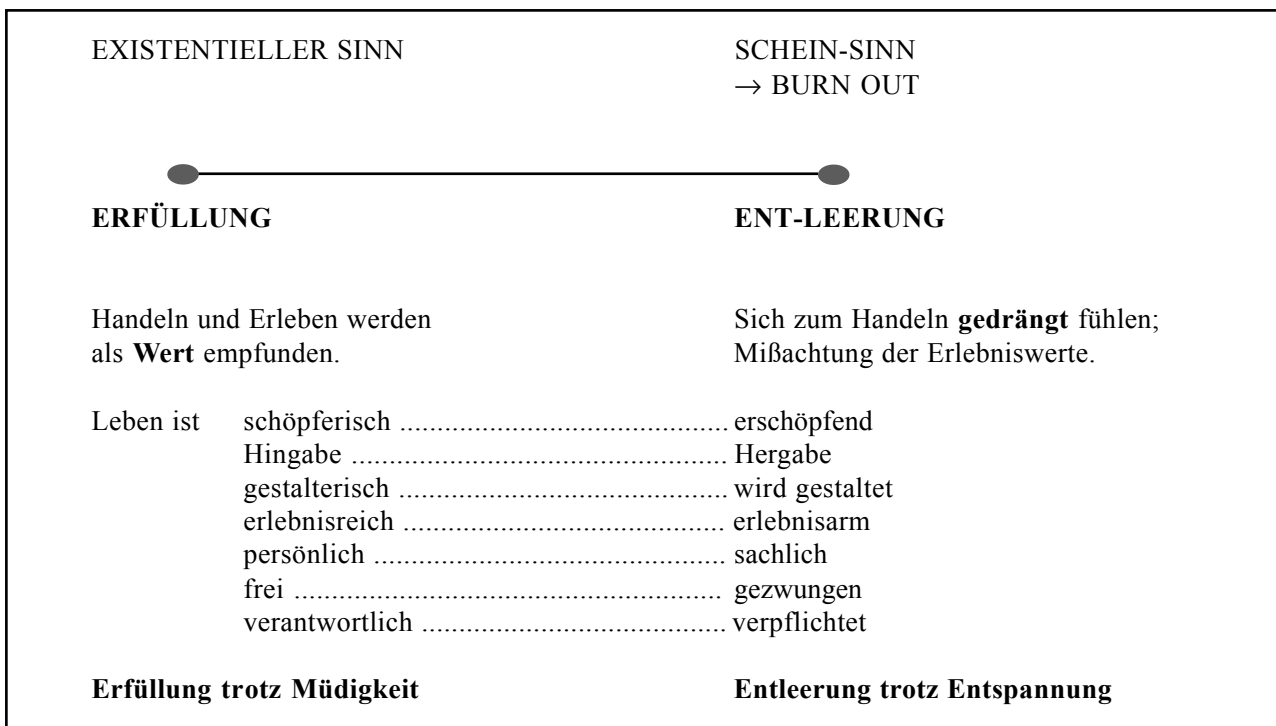 EXISTENTIELLER SINN SCHEIN-SINN
→ BURN OUT
ERFÜLLUNG ENT-LEERUNG
Handeln und Erleben werden Sich zum Handeln gedrängt fühlen;
als Wert empfunden. Mißachtung der Erlebniswerte.
Leben ist schöpferisch ............................................ erschöpfend
Hingabe .................................................. Hergabe
gestalterisch ............................................ wird gestaltet
erlebnisreich ........................................... erlebnisarm
persönlich ............................................... sachlich
frei ......................................................... gezwungen
verantwortlich ......................................... verpflichtet
Erfüllung trotz Müdigkeit Entleerung trotz Entspannung